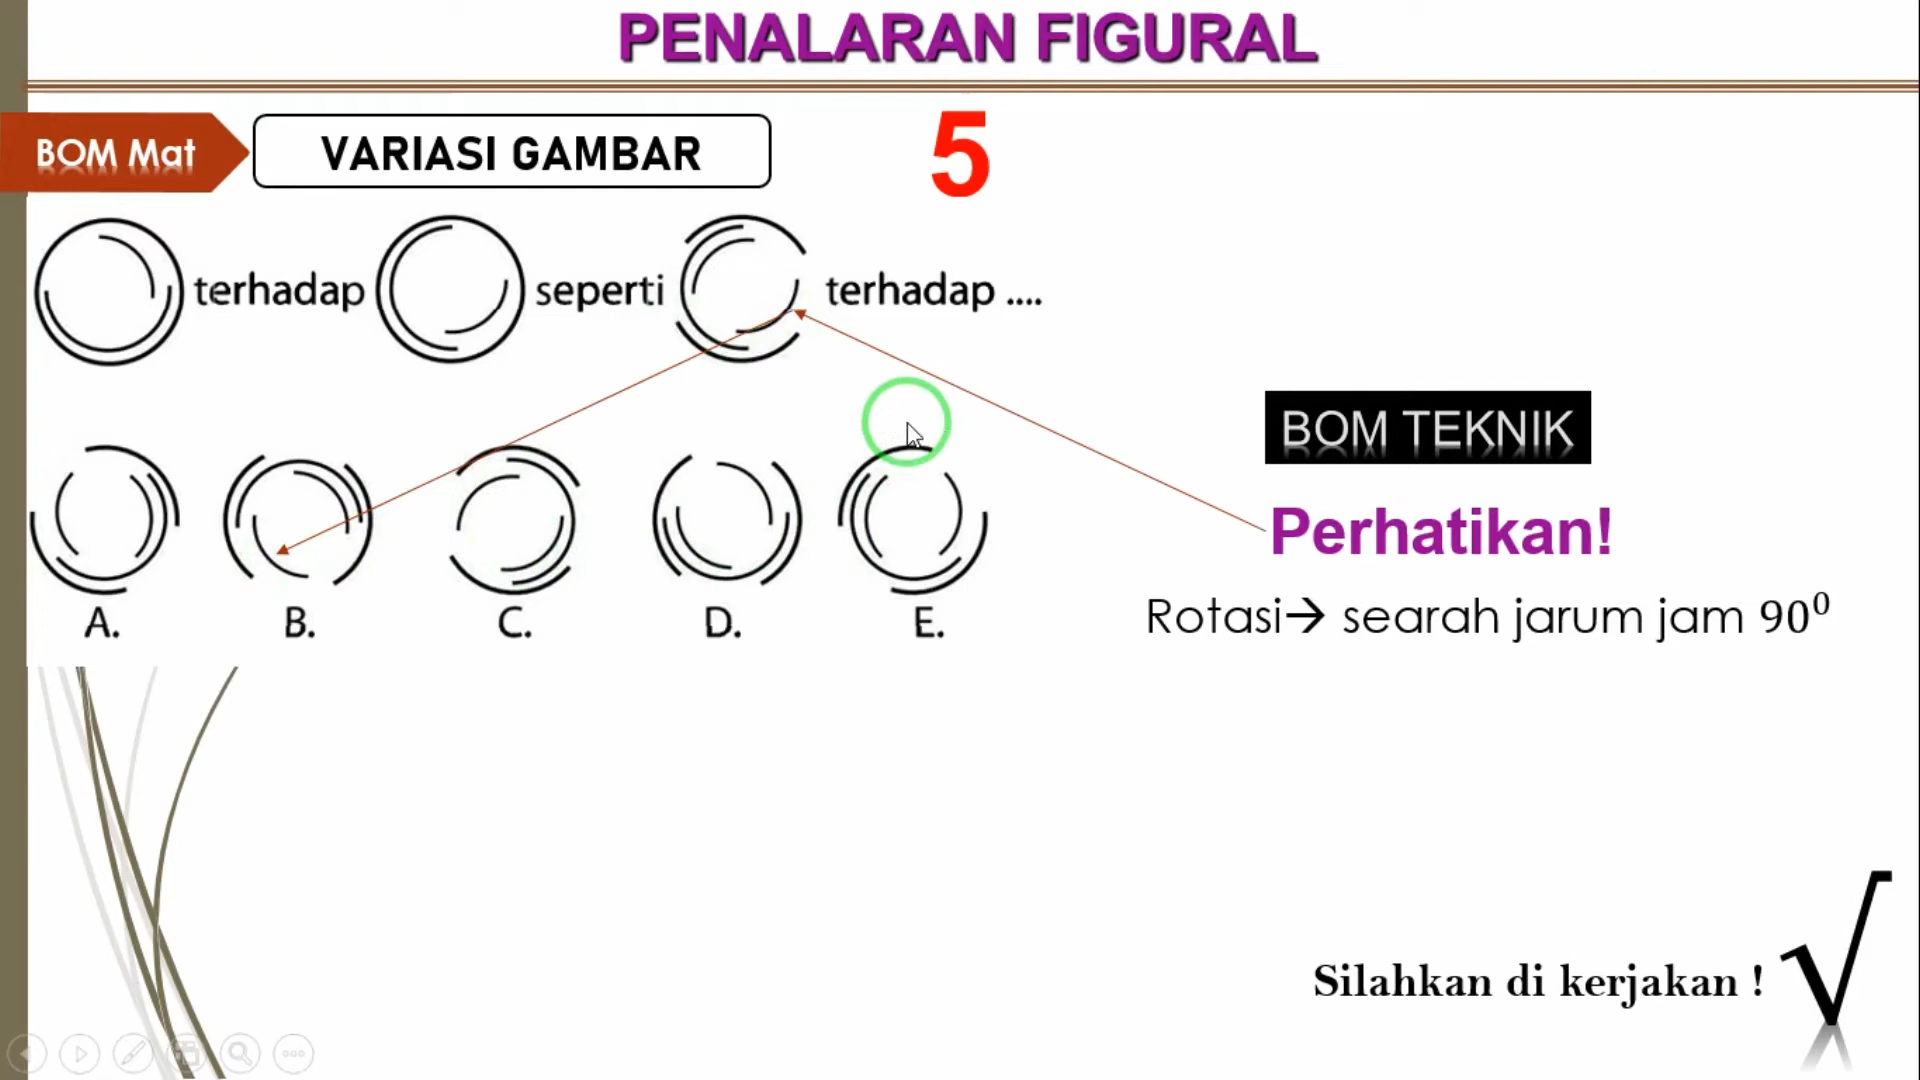 PENALARAN FIGURAL
BOM Mat
VARIASI GAMBAR
5
terhadap
seperti
terhadap ....
A.
B.
C.
D.
E.
BOM TEKNIK
Perhatikan!
Rotasi→ searah jarum jam 90⁰
Silahkan di kerjakan !
√